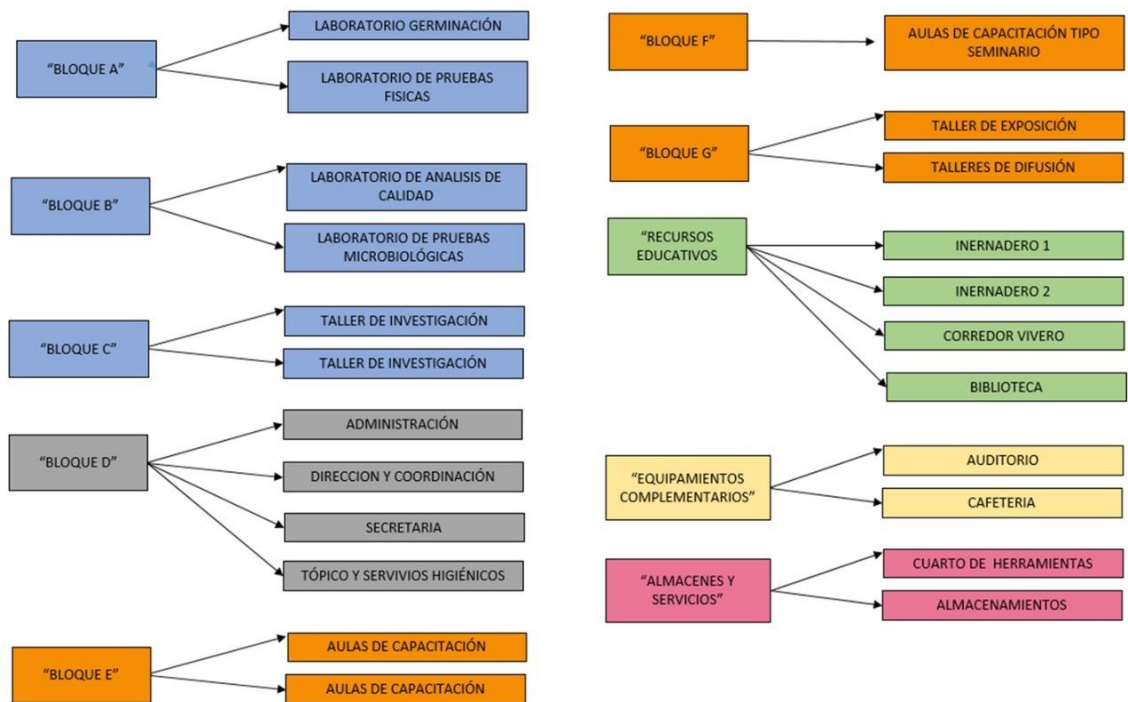 “BLOQUE A”
LABORATORIO GERMINACIÓN
LABORATORIO DE PRUEBAS
FISICAS
“BLOQUE B”
LABORATORIO DE ANALISIS DE
CALIDAD
LABORATORIO DE PRUEBAS
MICROBIOLÓGICAS
“BLOQUE C”
TALLER DE INVESTIGACIÓN
TALLER DE INVESTIGACIÓN
“BLOQUE D”
ADMINISTRACIÓN
DIRECCION Y COORDINACIÓN
SECRETARIA
TÓPICO Y SERVIVIOS HIGIÉNICOS
“BLOQUE E”
AULAS DE CAPACITACIÓN
AULAS DE CAPACITACIÓN
“BLOQUE F”
AULAS DE CAPACITACIÓN TIPO
SEMINARIO
“BLOQUE G”
TALLER DE EXPOSICIÓN
TALLERES DE DIFUSIÓN
“RECURSOS
EDUCATIVOS
INERNADERO 1
INERNADERO 2
CORREDOR VIVERO
BIBLIOTECA
“EQUIPAMIENTOS
COMPLEMENTARIOS”
AUDITORIO
CAFETERIA
“ALMACENES Y
SERVICIOS”
CUARTO DE HERRAMIENTAS
ALMACENAMIENTOS